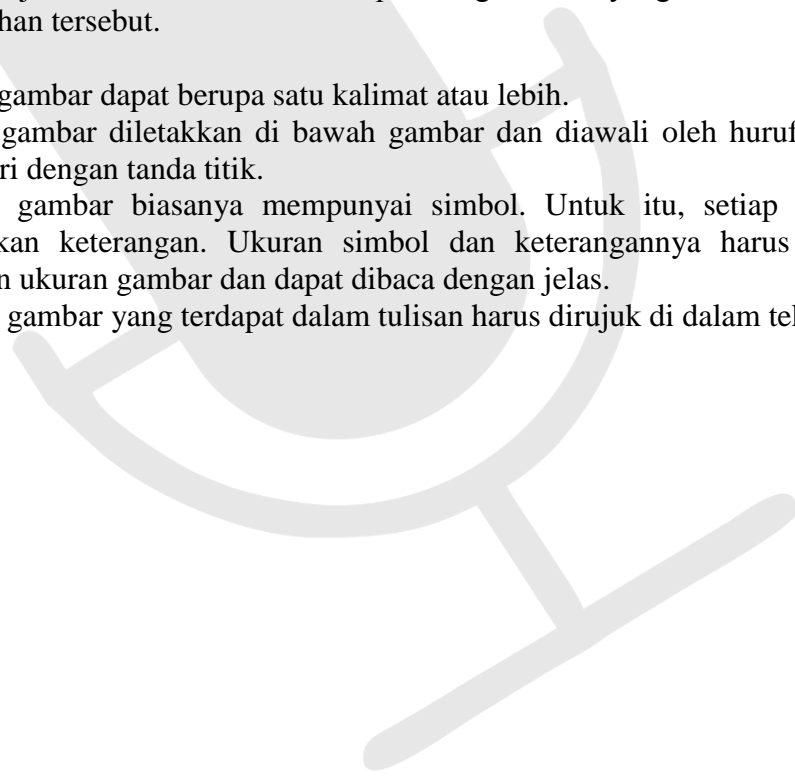 han tersebut.
gambar dapat berupa satu kalimat atau lebih.
gambar diletakkan di bawah gambar dan diawali oleh huruf
ri dengan tanda titik.
gambar biasanya mempunyai simbol. Untuk itu, setiap
kan keterangan. Ukuran simbol dan keterangannya harus
n ukuran gambar dan dapat dibaca dengan jelas.
gambar yang terdapat dalam tulisan harus dirujuk di dalam te